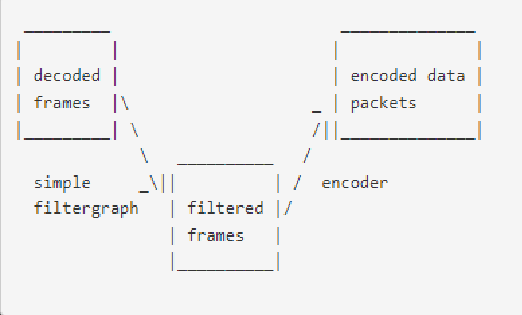 decoded
frames
encoded data
packets
simple
filtergraph
filtered
frames
encoder